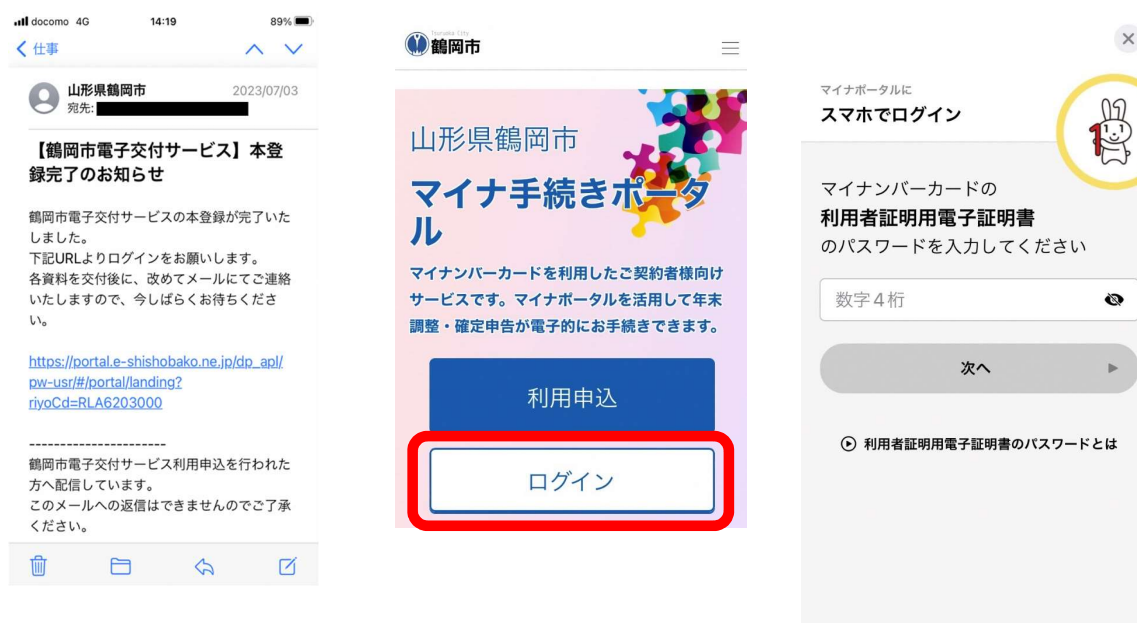 docomo 4G 14:19 89%
仕事
山形県鶴岡市 2023/07/03
宛先:
【鶴岡市電子交付サービス】本登
録完了のお知らせ
鶴岡市電子交付サービスの本登録が完了いた
しました。
下記URLよりログインをお願いします。
各資料を交付後に、改めてメールにてご連絡
いたしますので、今しばらくお待ちくださ
い。
https://portal.e-shishobako.ne.jp/dp_apl/
pw-usr/#/portal/landing?
riyoCd=RLA6203000
----------------------
鶴岡市電子交付サービス利用申込を行われた
方へ配信しています。
このメールへの返信はできませんのでご了承
ください。
Tsuruoka City
鶴岡市
山形県鶴岡市
マイナ手続きポータ
ル
マイナンバーカードを利用したご契約者様向け
サービスです。マイナポータルを活用して年末
調整・確定申告が電子的にお手続きできます。
利用申込
ログイン
マイナポータルに
スマホでログイン
マイナンバーカードの
利用者証明用電子証明書
のパスワードを入力してください
数字4桁
次へ
利用者証明用電子証明書のパスワードとは